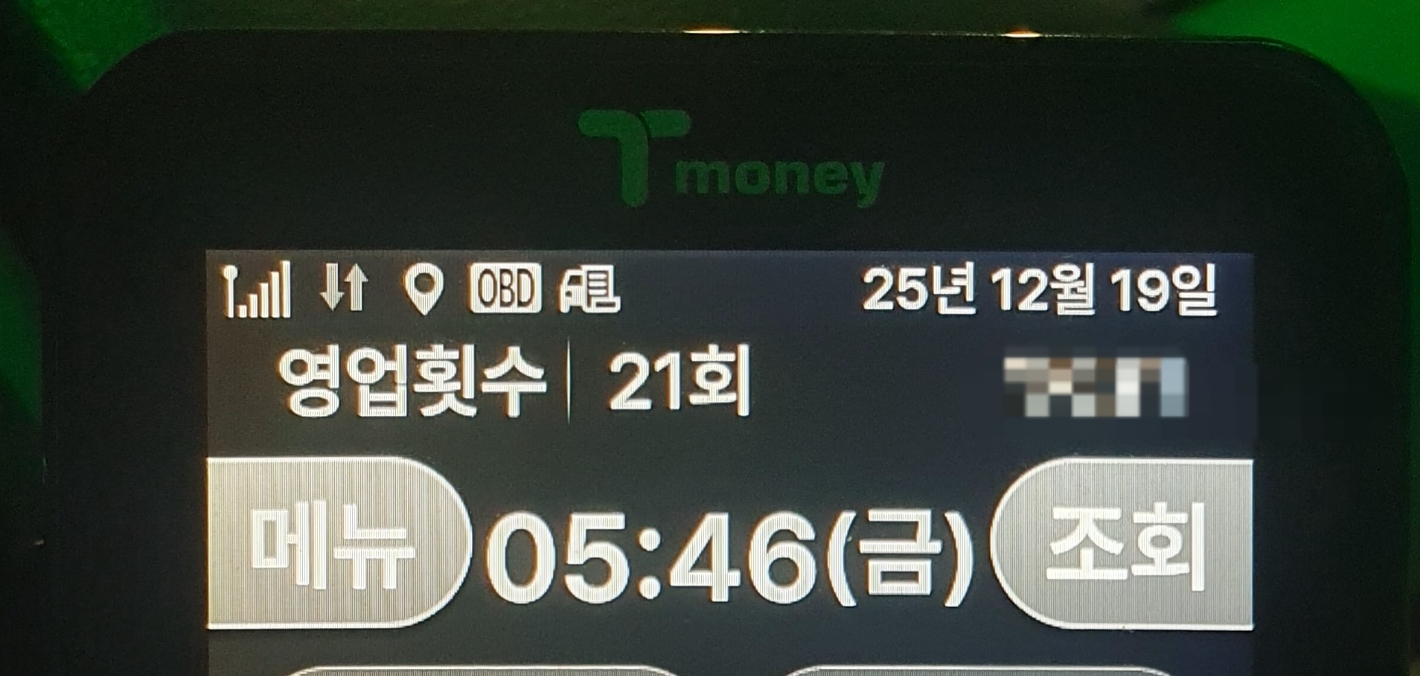 Tmoney
OBD 25년 12월 19일
영업횟수 21회
메뉴 05:46(금) 조회